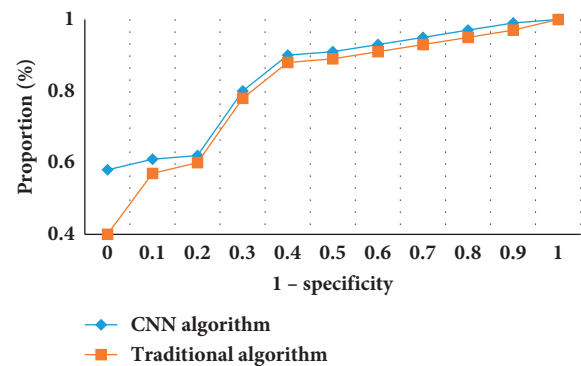 Proportion (%)
1
0.8
0.6
0.4
0 0.1 0.2 0.3 0.4 0.5 0.6 0.7 0.8 0.9 1
1 – specificity
CNN algorithm
Traditional algorithm